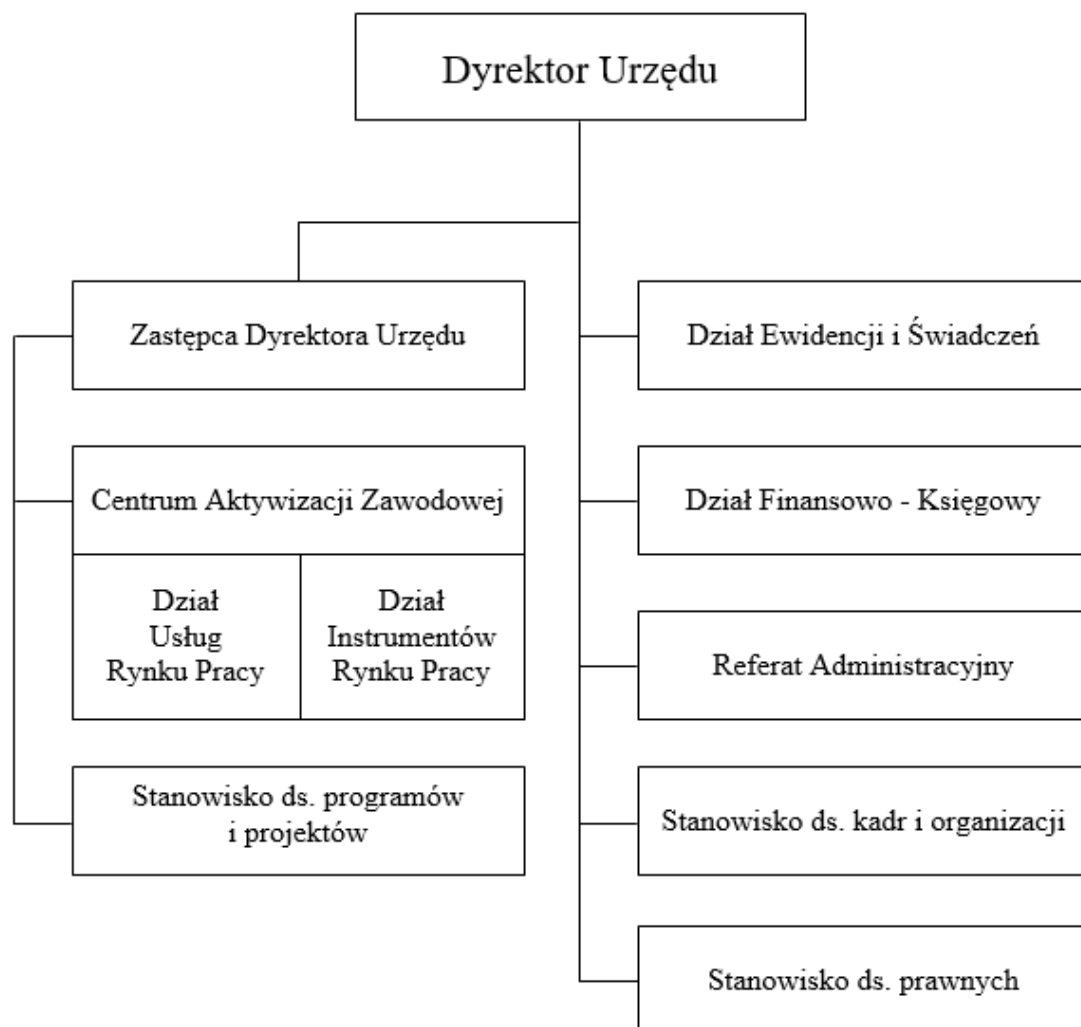 Dyrektor Urzędu
Zastępca Dyrektora Urzędu
Centrum Aktywizacji Zawodowej
Dział
Usług
Rynku Pracy
Dział
Instrumentów
Rynku Pracy
Stanowisko ds. programów
i projektów
Dział Ewidencji i Świadczeń
Dział Finansowo - Księgowy
Referat Administracyjny
Stanowisko ds. kadr i organizacji
Stanowisko ds. prawnych